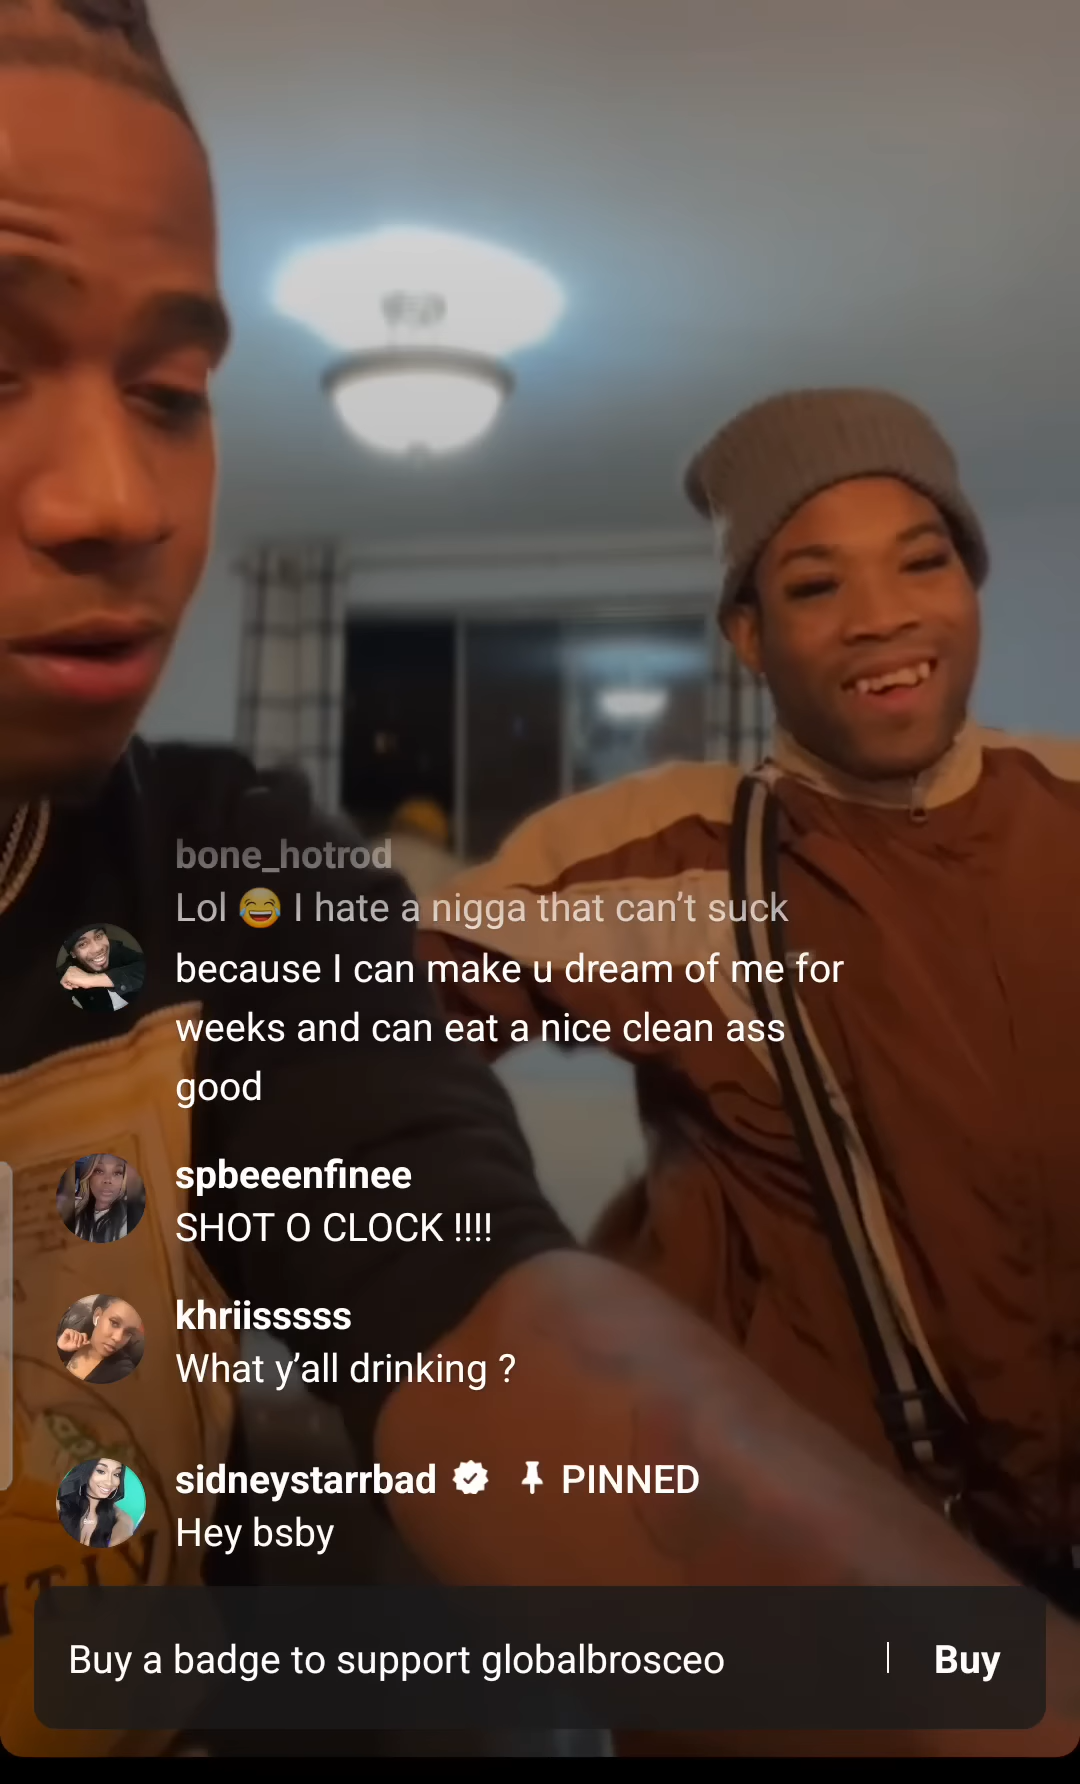 bone_hotrod
Lol 😂 I hate a nigga that can't suck
because I can make u dream of me for
weeks and can eat a nice clean ass
good
spbeeenfinee
SHOT O CLOCK !!!!
khriisssss
What y'all drinking ?
sidneystarrbad PINNED
Hey bsby
ITIV
Buy a badge to support globalbrosceo | Buy